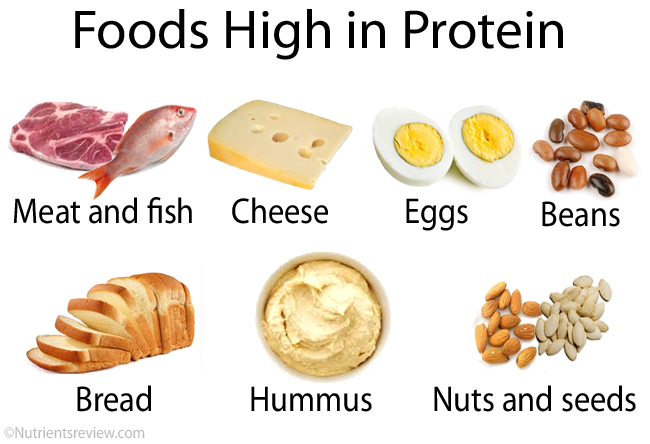 Foods High in Protein
Meat and fish
Cheese
Eggs
Beans
Bread
Hummus
Nuts and seeds
©Nutrientsreview.com